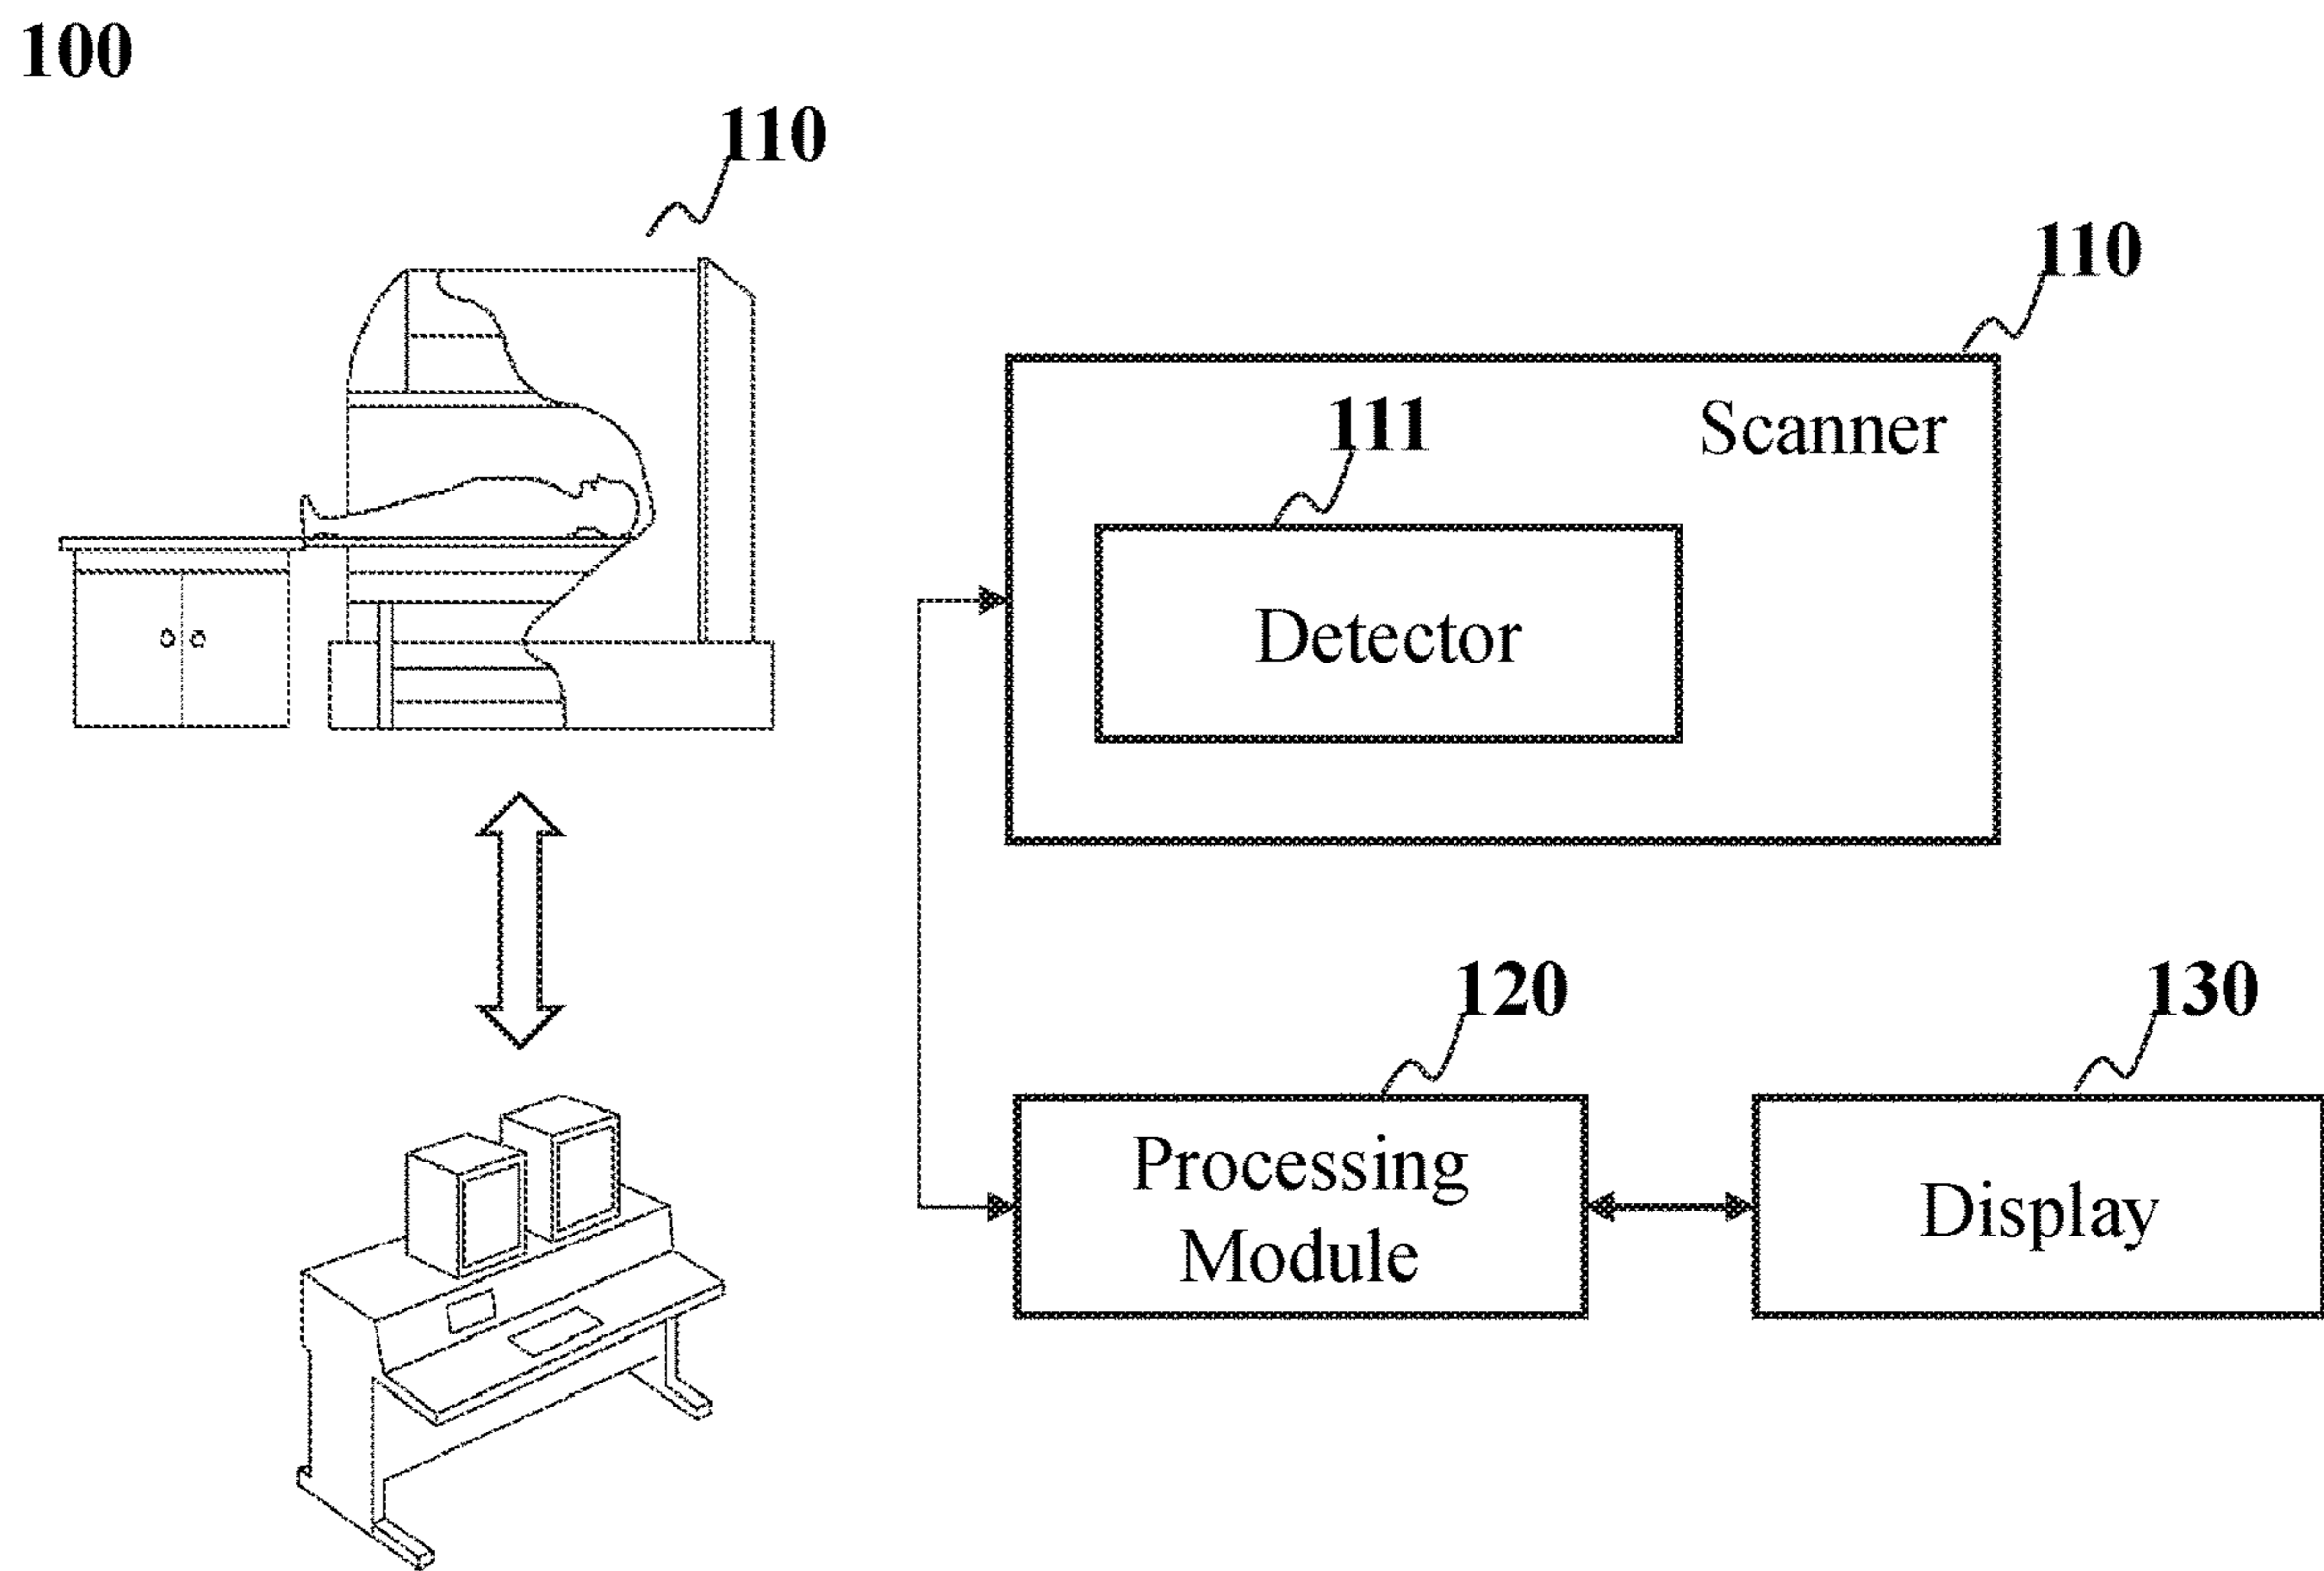 100
110
110
Scanner
111
Detector
120
130
Processing
Module
Display